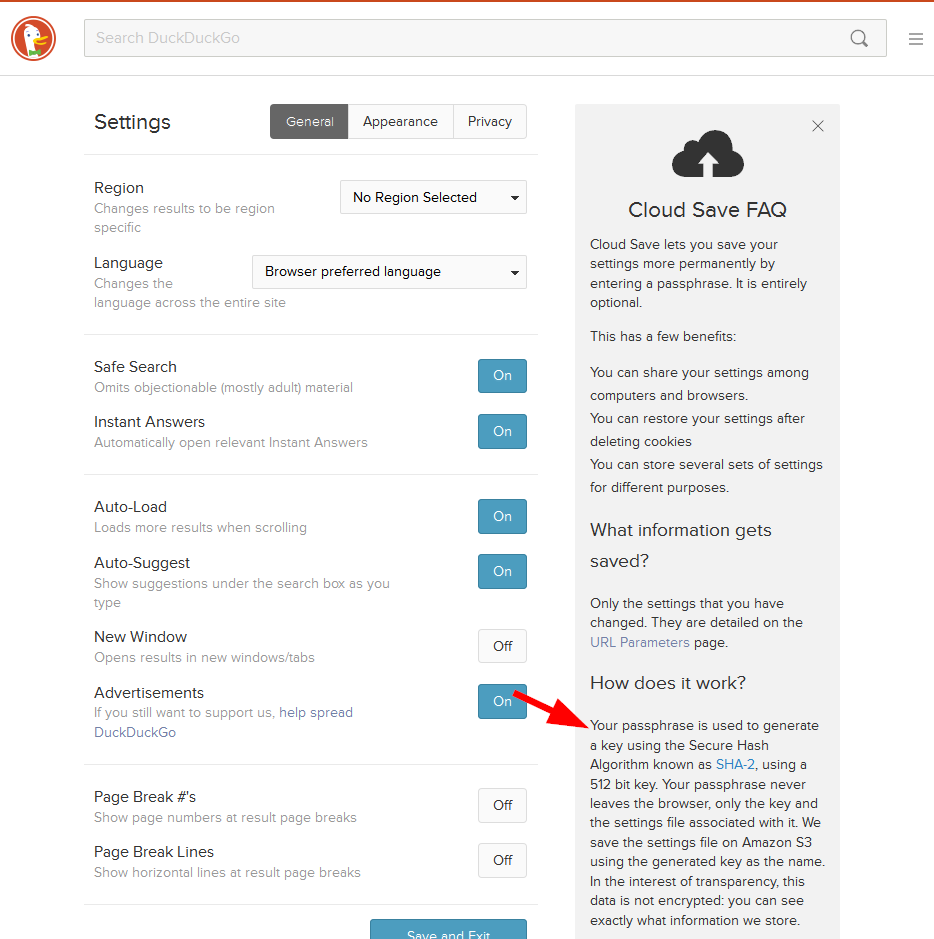 Search DuckDuckGo
Settings
General
Appearance
Privacy
Region
Changes results to be region
specific
No Region Selected
Language
Changes the
language across the entire site
Browser preferred language
Safe Search
Omits objectionable (mostly adult) material
On
Instant Answers
Automatically open relevant Instant Answers
On
Auto-Load
Loads more results when scrolling
On
Auto-Suggest
Show suggestions under the search box as you
type
On
New Window
Opens results in new windows/tabs
Off
Advertisements
If you still want to support us, help spread
DuckDuckGo
On
Page Break #'s
Show page numbers at result page breaks
Off
Page Break Lines
Show horizontal lines at result page breaks
Off
Save and Exit
Cloud Save FAQ
Cloud Save lets you save your
settings more permanently by
entering a passphrase. It is entirely
optional.
This has a few benefits:
You can share your settings among
computers and browsers.
You can restore your settings after
deleting cookies
You can store several sets of settings
for different purposes.
What information gets
saved?
Only the settings that you have
changed. They are detailed on the
URL Parameters page.
How does it work?
Your passphrase is used to generate
a key using the Secure Hash
Algorithm known as SHA-2, using a
512 bit key. Your passphrase never
leaves the browser, only the key and
the settings file associated with it. We
save the settings file on Amazon S3
using the generated key as the name.
In the interest of transparency, this
data is not encrypted: you can see
exactly what information we store.